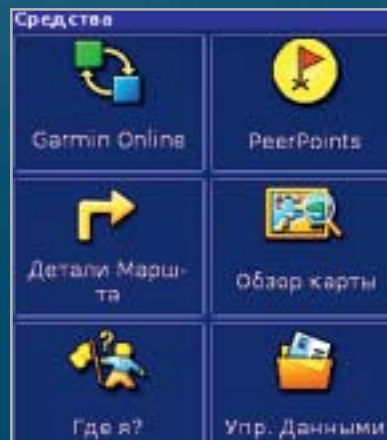 Средства
Garmin Online
PeerPoints
Детали Марш-
та
Обзор карты
Где я?
Упр. Данными